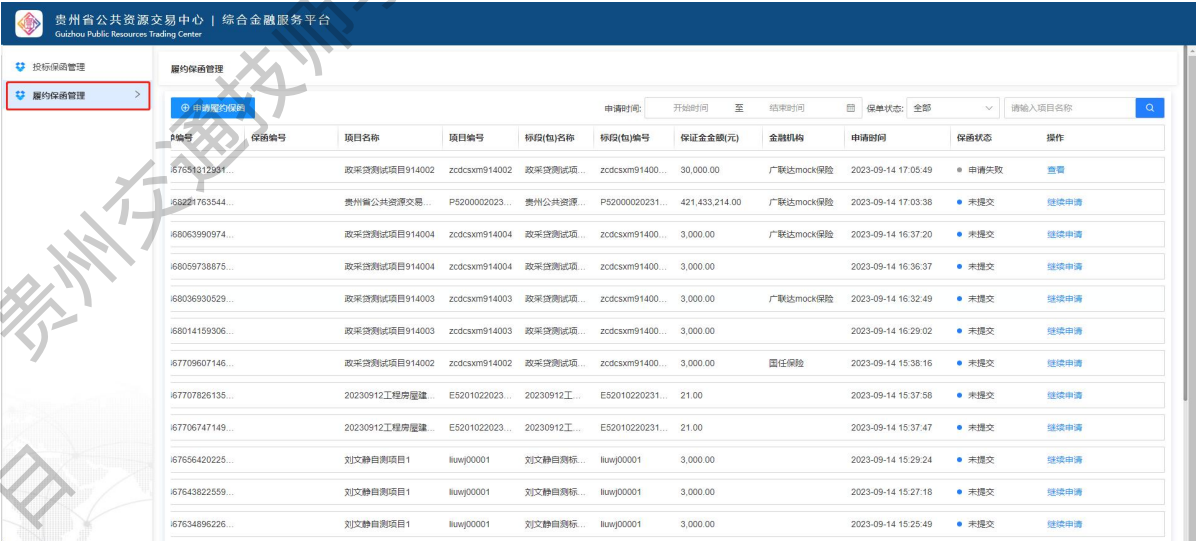 贵州省公共资源交易中心 | 综合金融服务平台
Guizhou Public Resources Trading Center
投标保函管理
履约保函管理
履约保函管理
申请履约保函 申请时间: 开始时间 至 结束时间 保单状态: 全部 请输入项目名称
编号 保函编号 项目名称 项目编号 标段(包)名称 标段(包)编号 保证金金额(元) 金融机构 申请时间 保函状态 操作
67651312931... 政采贷测试项目914002 zcdcsxm914002 政采贷测试项... zcdcsxm91400... 30,000.00 广联达mock保险 2023-09-14 17:05:49 申请失败 查看
68221763544... 贵州省公共资源交易... P5200002023... 贵州公共资源... P52000020231... 421,433,214.00 广联达mock保险 2023-09-14 17:03:38 未提交 继续申请
68063990974... 政采贷测试项目914004 zcdcsxm914004 政采贷测试项... zcdcsxm91400... 3,000.00 广联达mock保险 2023-09-14 16:37:20 未提交 继续申请
68059738875... 政采贷测试项目914004 zcdcsxm914004 政采贷测试项... zcdcsxm91400... 3,000.00 2023-09-14 16:36:37 未提交 继续申请
68036930529... 政采贷测试项目914003 zcdcsxm914003 政采贷测试项... zcdcsxm91400... 3,000.00 广联达mock保险 2023-09-14 16:32:49 未提交 继续申请
68014159306... 政采贷测试项目914003 zcdcsxm914003 政采贷测试项... zcdcsxm91400... 3,000.00 2023-09-14 16:29:02 未提交 继续申请
67709607146... 政采贷测试项目914002 zcdcsxm914002 政采贷测试项... zcdcsxm91400... 3,000.00 国任保险 2023-09-14 15:38:16 未提交 继续申请
67707826135... 20230912工程房屋建... E5201022023... 20230912工... E52010220231... 21.00 2023-09-14 15:37:58 未提交 继续申请
67706747149... 20230912工程房屋建... E5201022023... 20230912工... E52010220231... 21.00 2023-09-14 15:37:47 未提交 继续申请
67656420225... 刘文静自测项目1 liuwj00001 刘文静自测标... liuwj00001 3,000.00 2023-09-14 15:29:24 未提交 继续申请
67643822559... 刘文静自测项目1 liuwj00001 刘文静自测标... liuwj00001 3,000.00 2023-09-14 15:27:18 未提交 继续申请
67634896226... 刘文静自测项目1 liuwj00001 刘文静自测标... liuwj00001 3,000.00 2023-09-14 15:25:49 未提交 继续申请
贵州交通技师
目